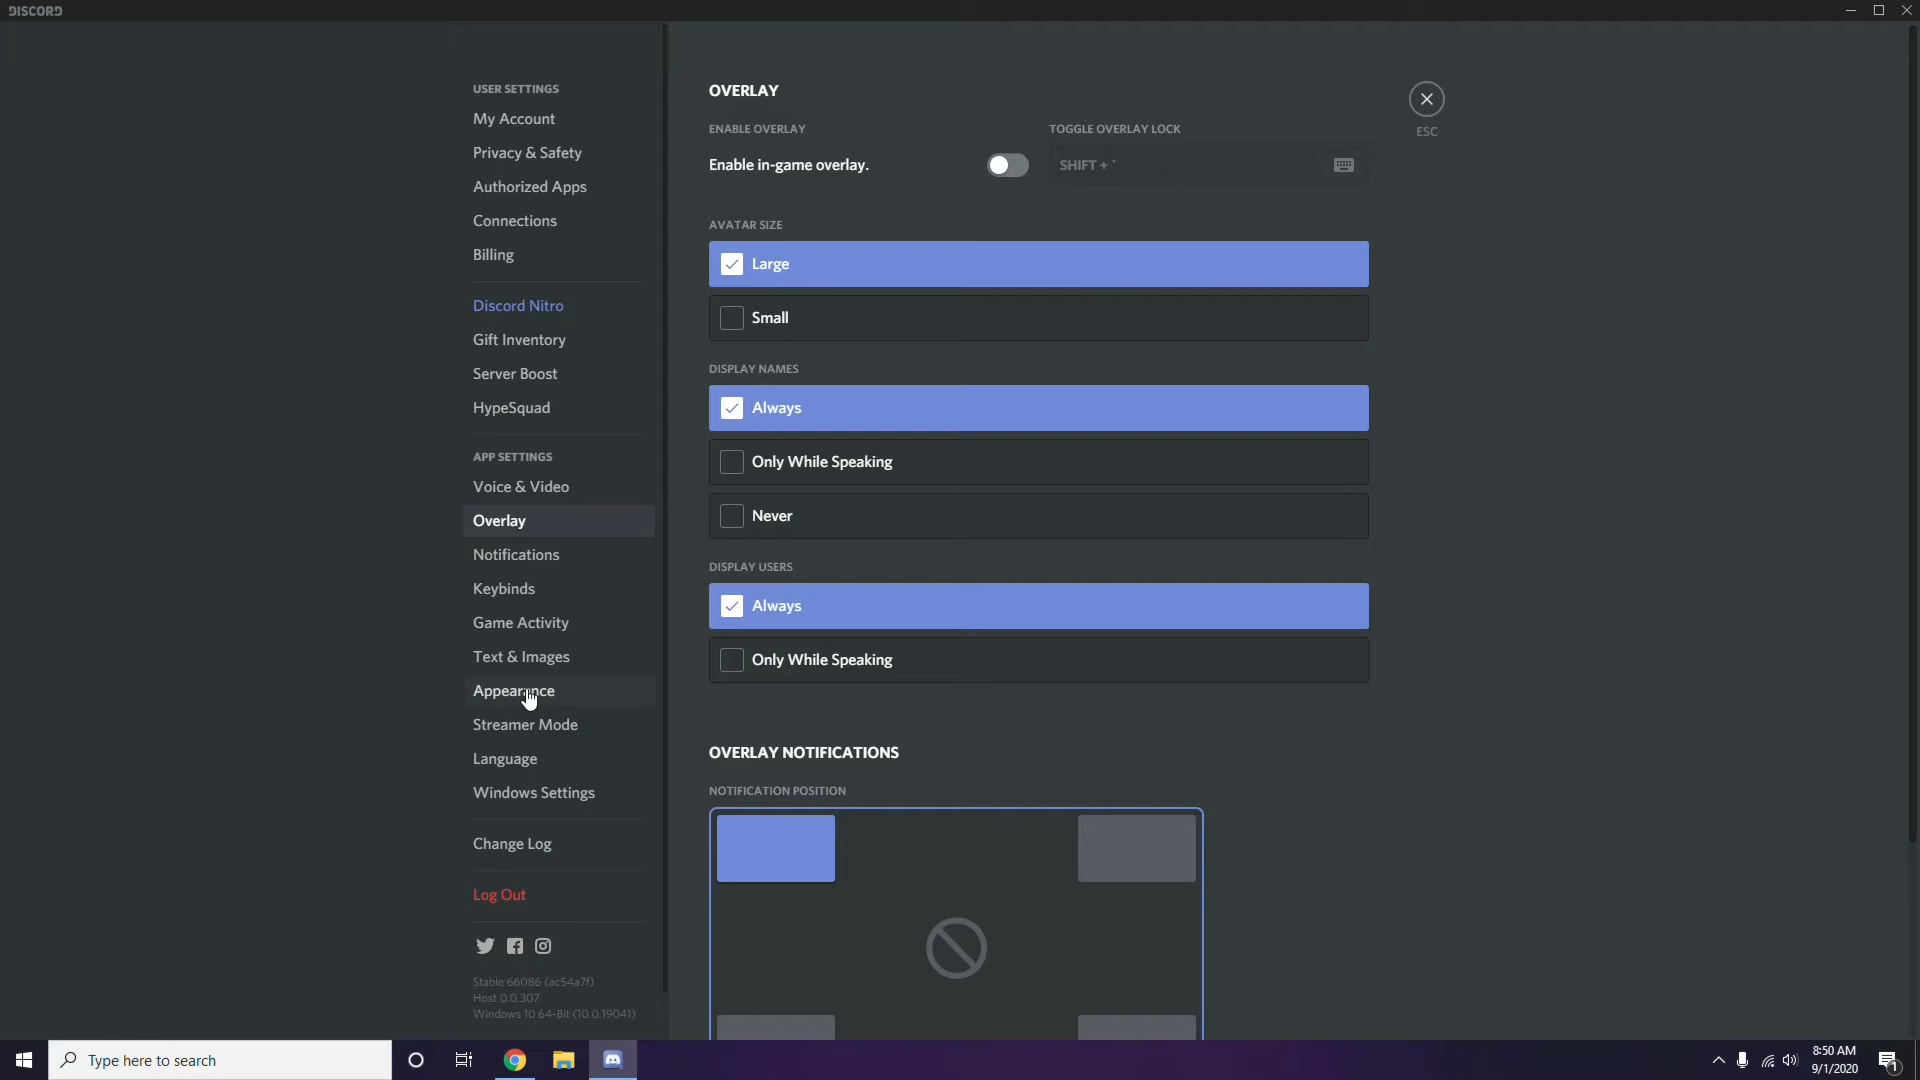 DISCORD
USER SETTINGS
My Account
Privacy & Safety
Authorized Apps
Connections
Billing
Discord Nitro
Gift Inventory
Server Boost
HypeSquad
APP SETTINGS
Voice & Video
Overlay
Notifications
Keybinds
Game Activity
Text & Images
Appearance
Streamer Mode
Language
Windows Settings
Change Log
Log Out
Stable 66086 (ac54a7f)
Host 0.0.307
Windows 10 64-Bit (10.0.19041)
OVERLAY
ESC
ENABLE OVERLAY
TOGGLE OVERLAY LOCK
Enable in-game overlay.
SHIFT + `
AVATAR SIZE
Large
Small
DISPLAY NAMES
Always
Only While Speaking
Never
DISPLAY USERS
Always
Only While Speaking
OVERLAY NOTIFICATIONS
NOTIFICATION POSITION
Type here to search
8:50 AM
9/1/2020
1